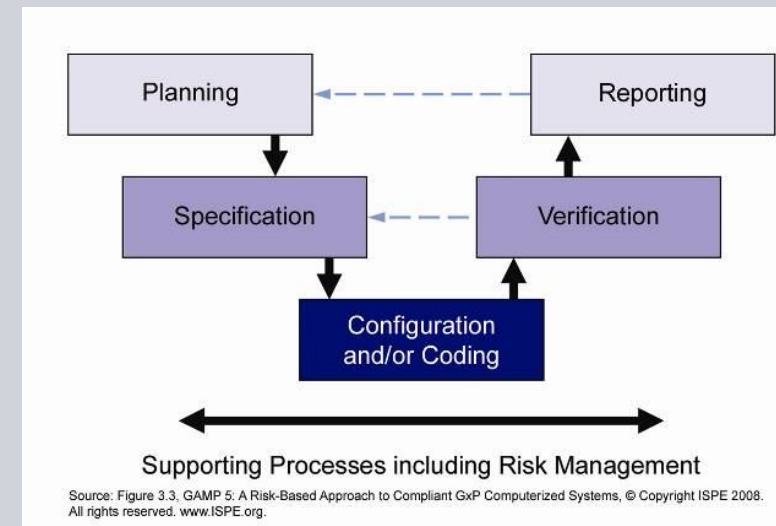 Planning
Reporting
Specification
Verification
Configuration
and/or Coding
Supporting Processes including Risk Management
Source: Figure 3.3, GAMP 5: A Risk-Based Approach to Compliant GxP Computerized Systems, © Copyright ISPE 2008.
All rights reserved. www.ISPE.org.